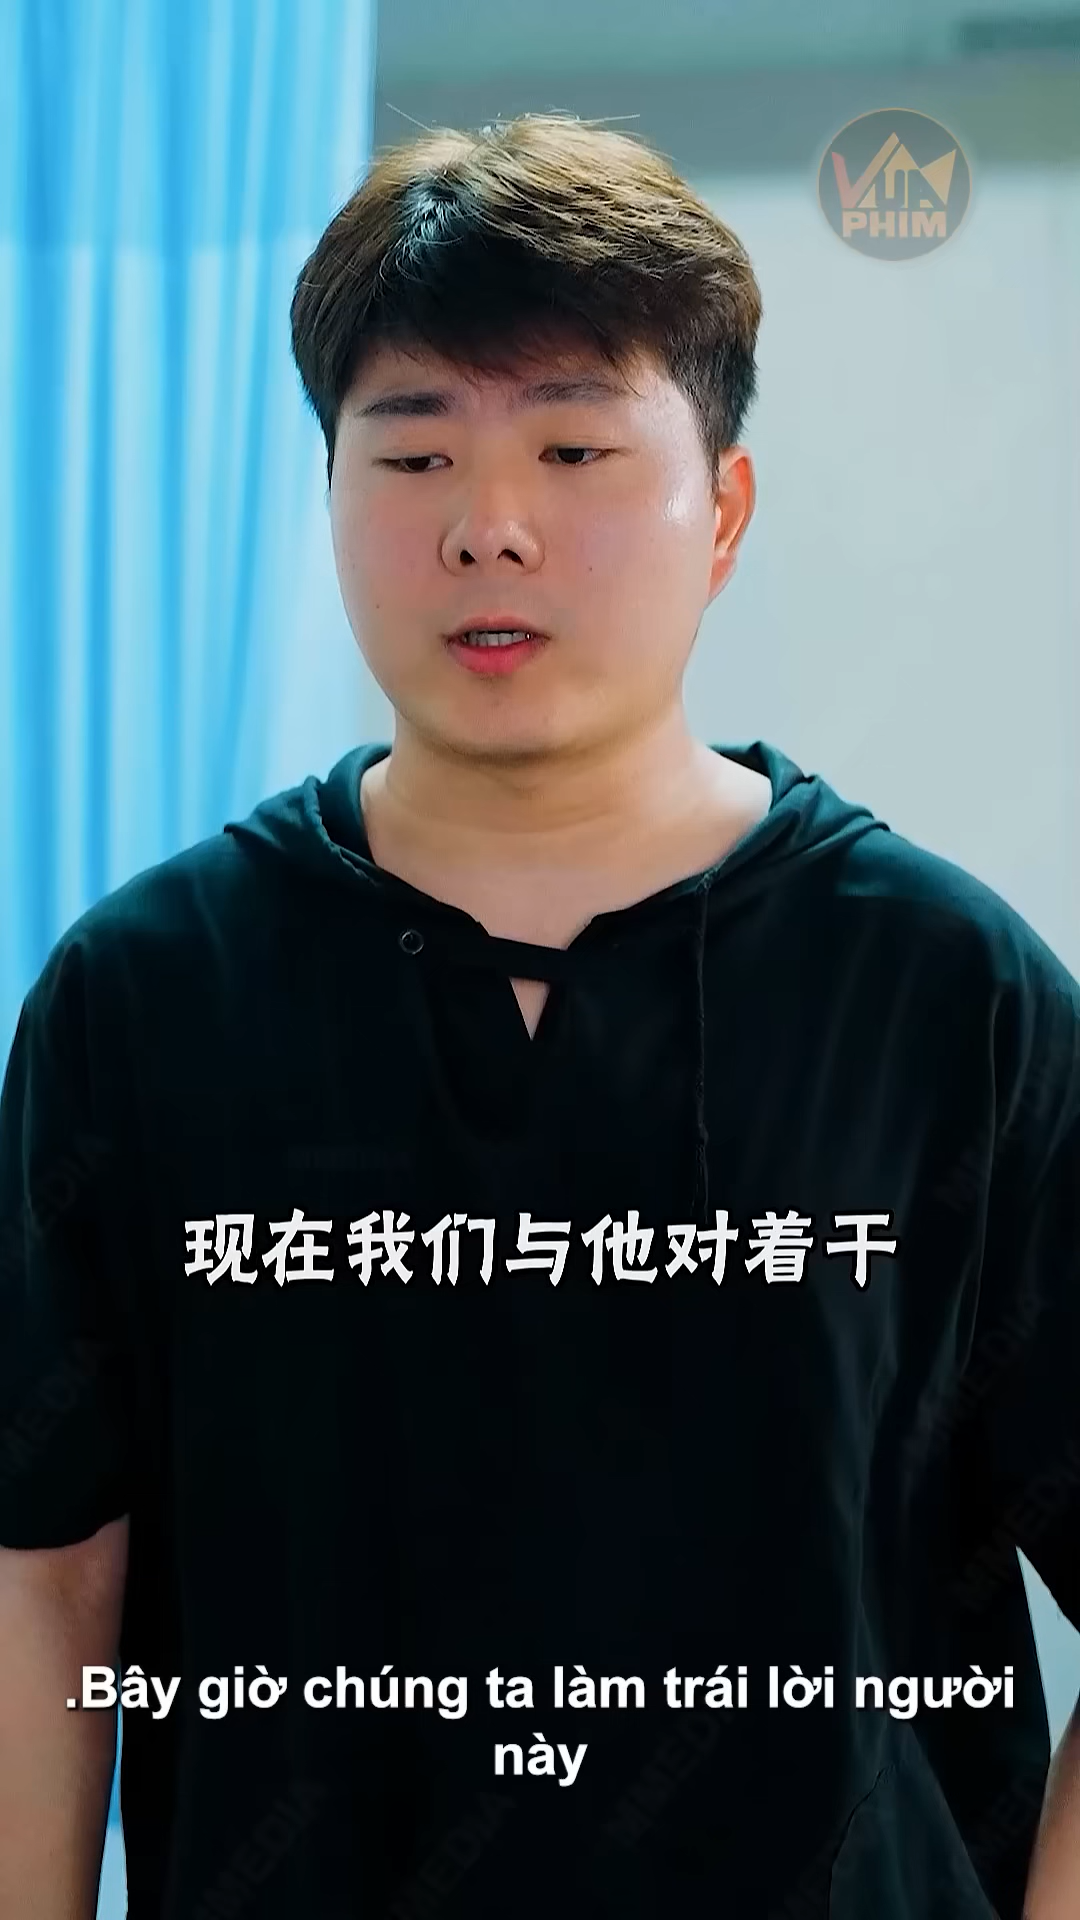 VUA
PHIM
现在我们与他对着干
.Bây giờ chúng ta làm trái lời người
này